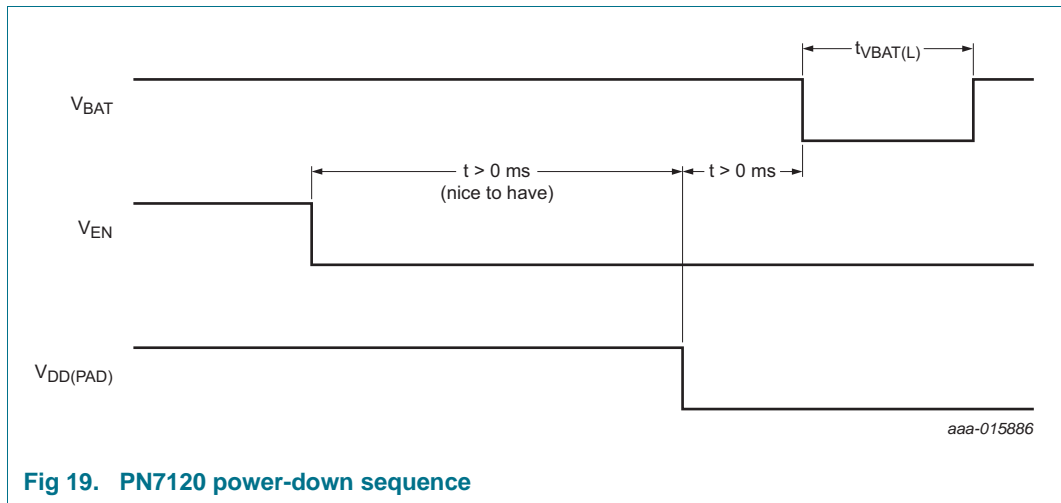 tVBAT(L)
VBAT
t > 0 ms
(nice to have)
t > 0 ms
VEN
VDD(PAD)
aaa-015886
Fig 19. PN7120 power-down sequence